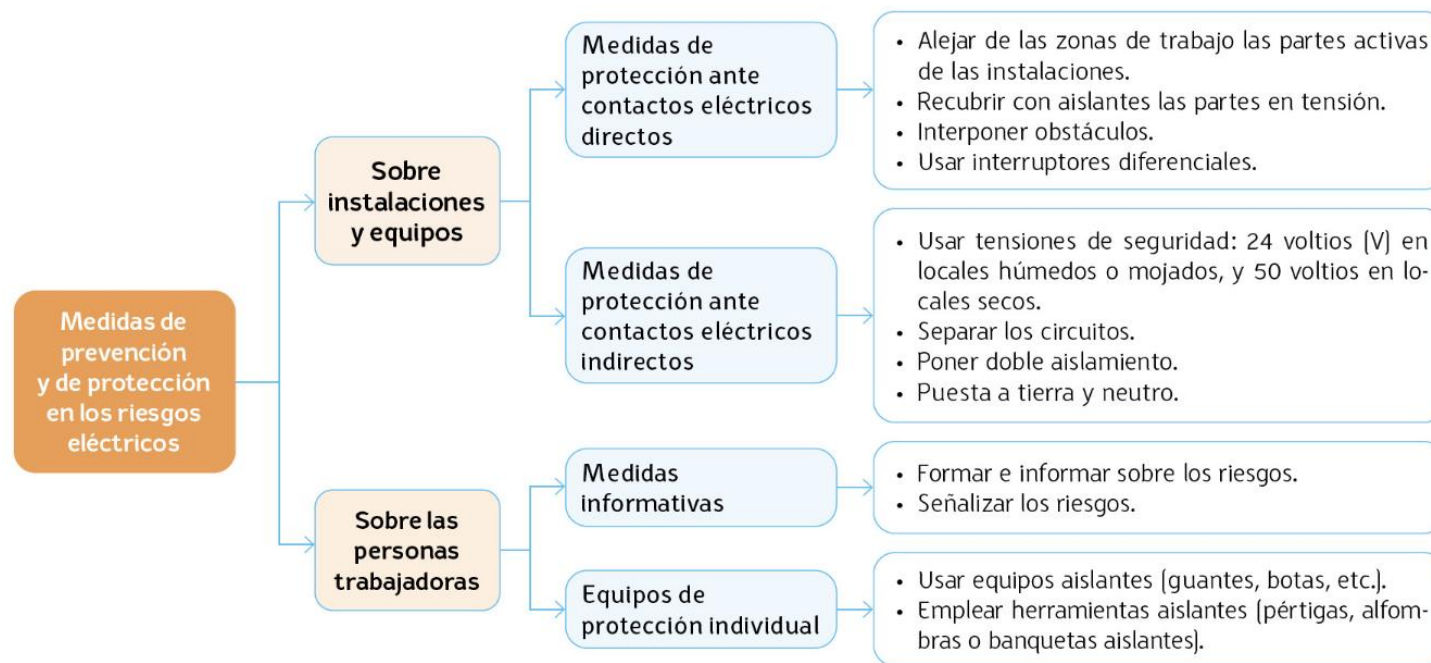 Medidas de
prevención
y de protección
en los riesgos
eléctricos
Sobre
instalaciones
y equipos
Medidas de
protección ante
contactos eléctricos
directos
• Alejar de las zonas de trabajo las partes activas
de las instalaciones.
• Recubrir con aislantes las partes en tensión.
• Interponer obstáculos.
• Usar interruptores diferenciales.
Medidas de
protección ante
contactos eléctricos
indirectos
• Usar tensiones de seguridad: 24 voltios (V) en
locales húmedos o mojados, y 50 voltios en lo-
cales secos.
• Separar los circuitos.
• Poner doble aislamiento.
• Puesta a tierra y neutro.
Sobre las
personas
trabajadoras
Medidas
informativas
• Formar e informar sobre los riesgos.
• Señalizar los riesgos.
Equipos de
protección individual
• Usar equipos aislantes (guantes, botas, etc.).
• Emplear herramientas aislantes (pértigas, alfom-
bras o banquetas aislantes).